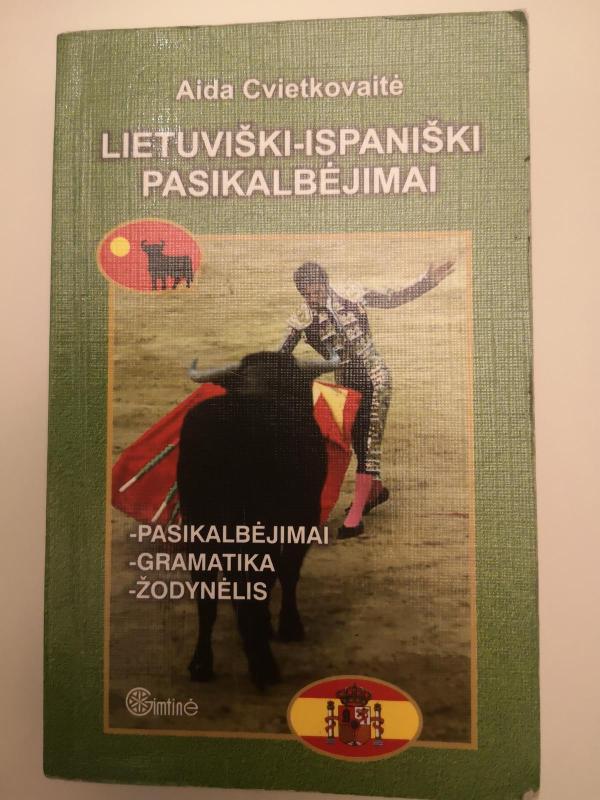 Aida Cvietkovaitė
LIETUVIŠKI-ISPANIŠKI
PASIKALBĖJIMAI
-PASIKALBĖJIMAI
-GRAMATIKA
-ŽODYNĖLIS
Gimtinė